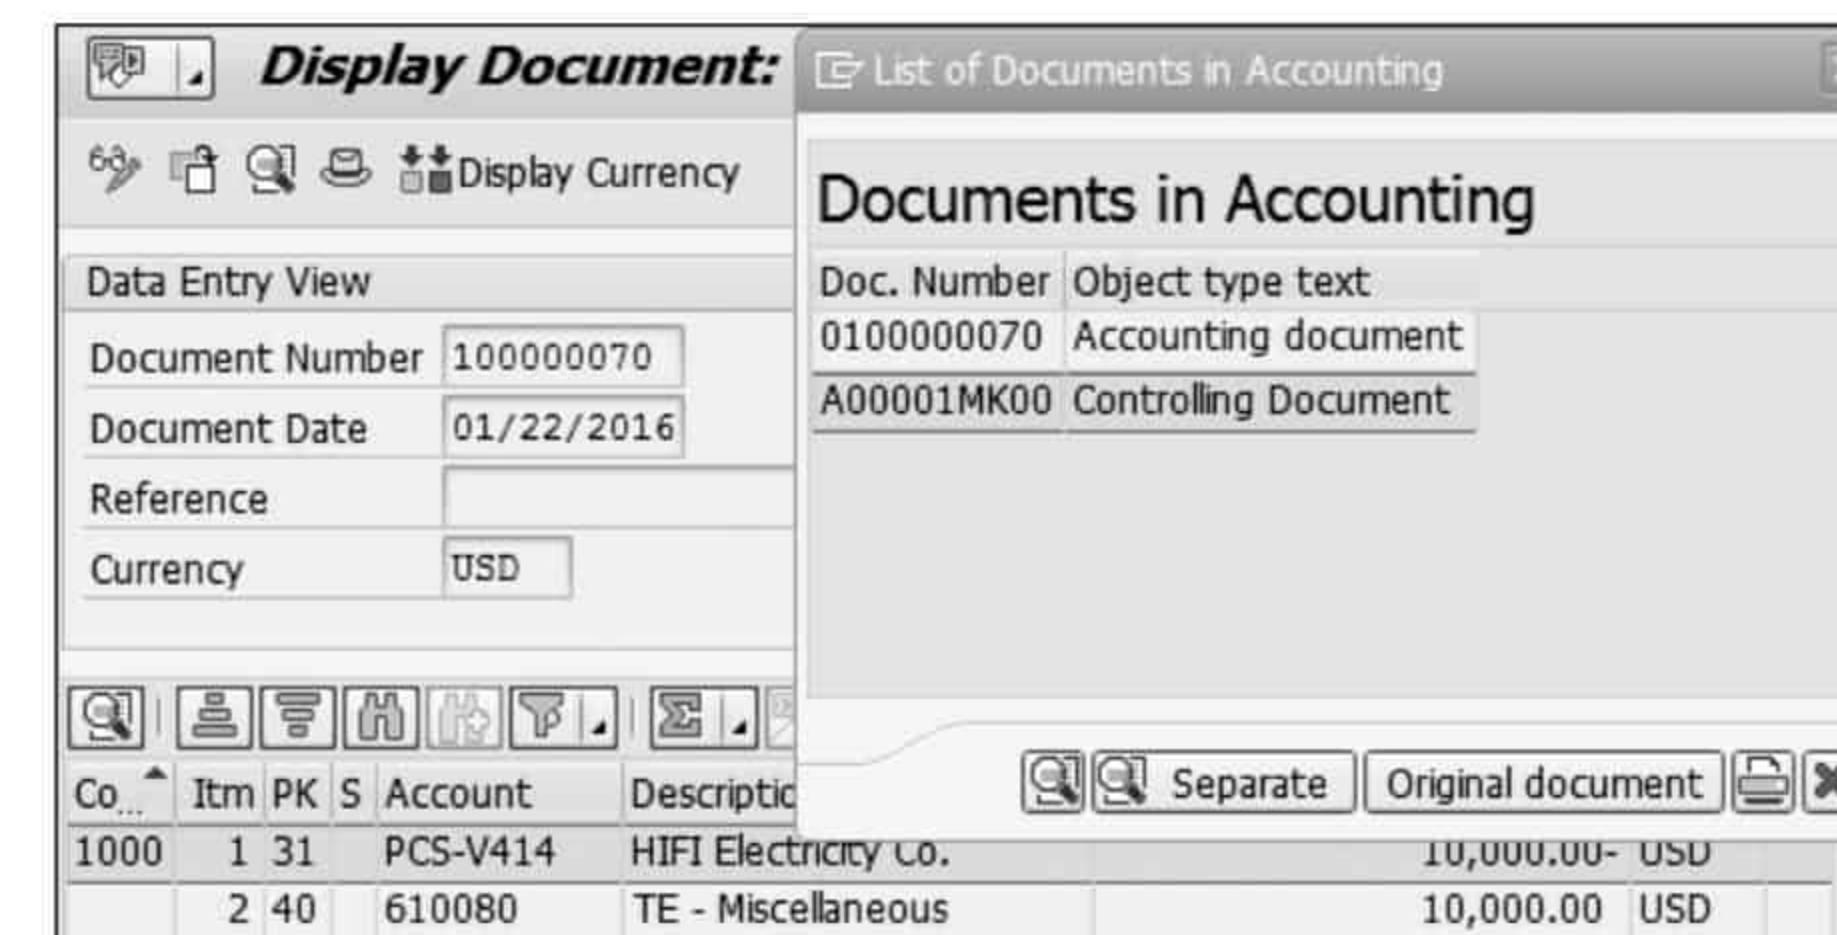 Display Document:
Display Currency
Data Entry View
Document Number 100000070
Document Date 01/22/2016
Reference
Currency USD
List of Documents in Accounting
Documents in Accounting
Doc. Number Object type text
0100000070 Accounting document
A00001MK00 Controlling Document
Separate Original document
Co... Itm PK S Account Descriptio
1000 1 31 PCS-V414 HIFI Electricity Co. 10,000.00- USD
2 40 610080 TE - Miscellaneous 10,000.00 USD